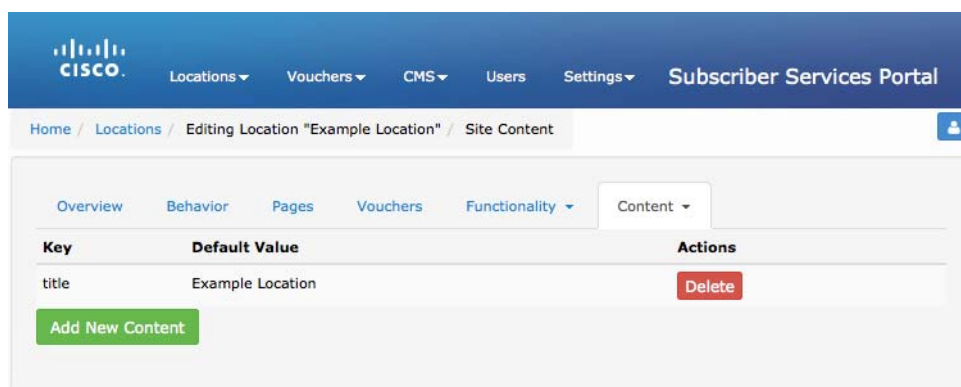 CISCO.
Locations Vouchers CMS Users Settings Subscriber Services Portal
Home / Locations / Editing Location "Example Location" / Site Content
Overview Behavior Pages Vouchers Functionality Content
Key Default Value Actions
title Example Location Delete
Add New Content